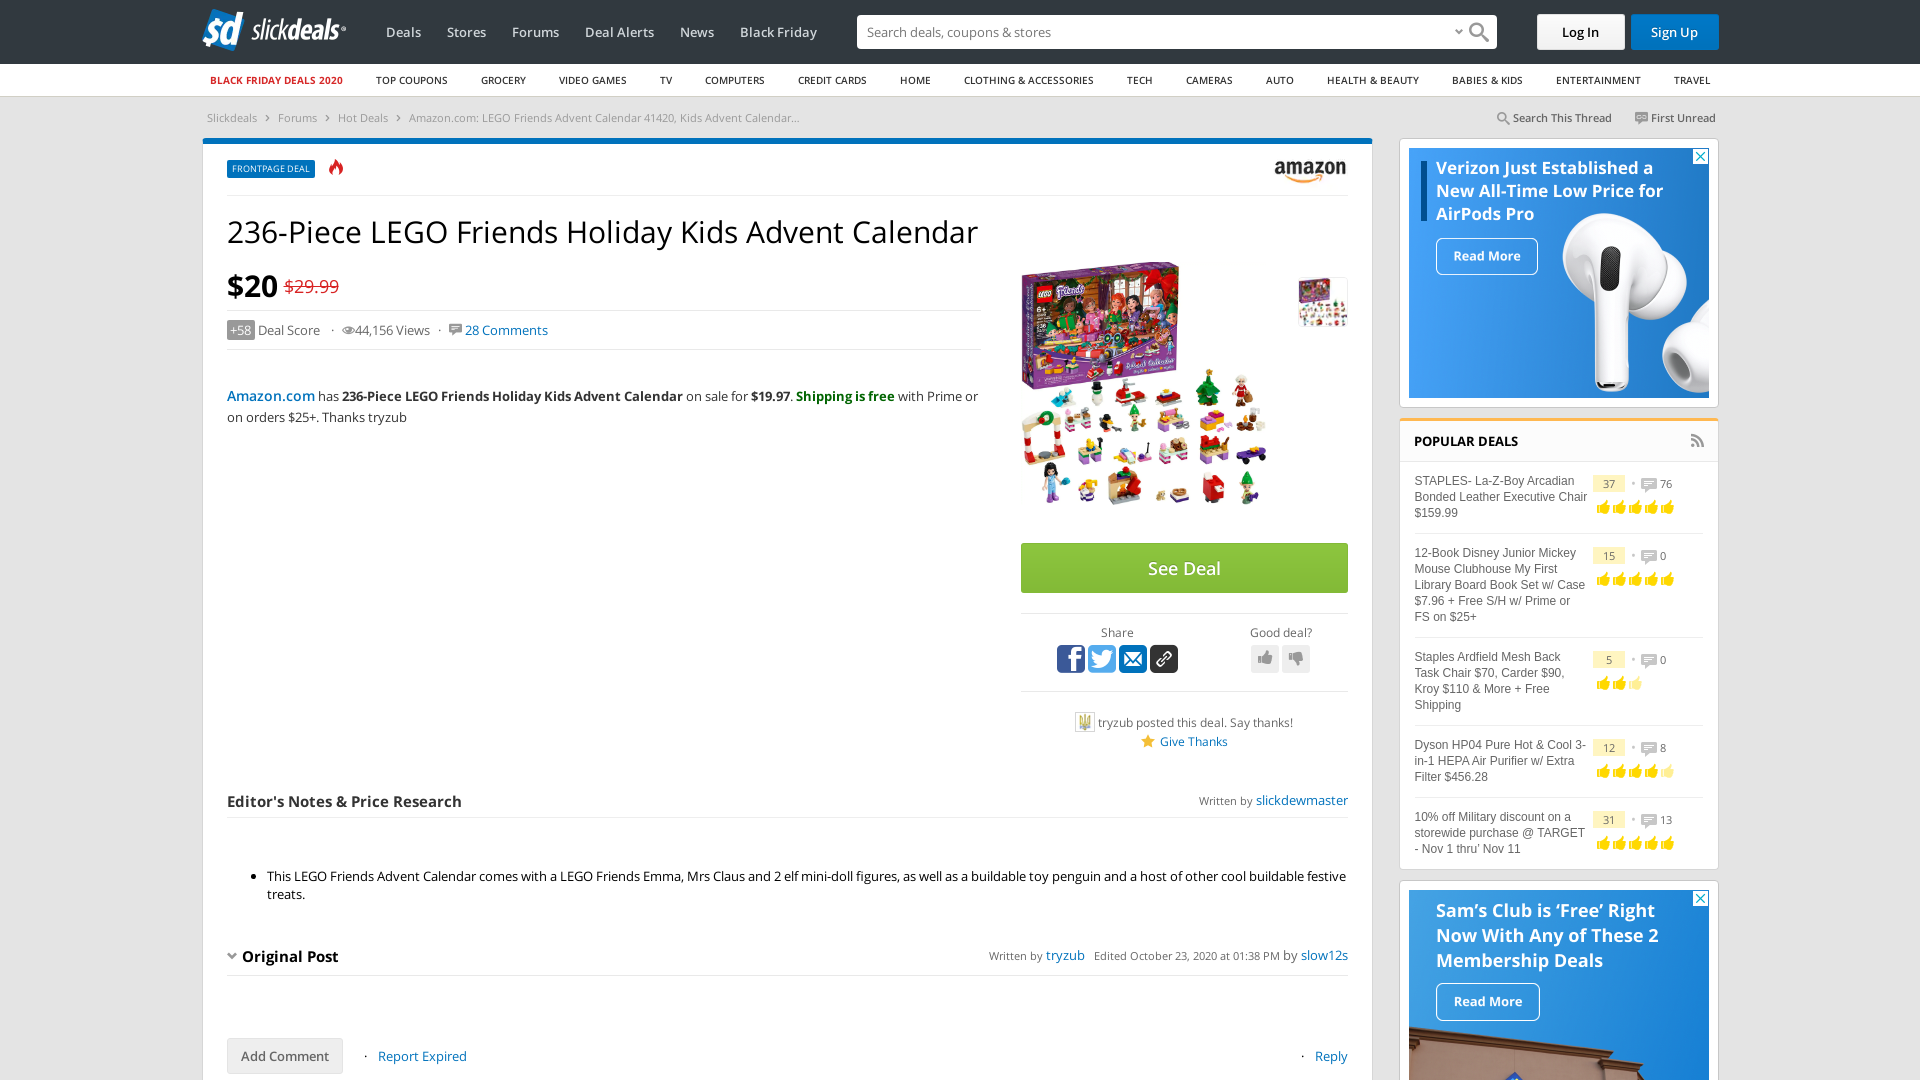 slickdeals
Deals
Stores
Forums
Deal Alerts
News
Black Friday
Search deals, coupons & stores
Log In
Sign Up
BLACK FRIDAY DEALS 2020
TOP COUPONS
GROCERY
VIDEO GAMES
TV
COMPUTERS
CREDIT CARDS
HOME
CLOTHING & ACCESSORIES
TECH
CAMERAS
AUTO
HEALTH & BEAUTY
BABIES & KIDS
ENTERTAINMENT
TRAVEL
Slickdeals > Forums > Hot Deals > Amazon.com: LEGO Friends Advent Calendar 41420, Kids Advent Calendar...
Search This Thread
First Unread
FRONTPAGE DEAL
amazon
236-Piece LEGO Friends Holiday Kids Advent Calendar
$20 $29.99
+58 Deal Score · 44,156 Views · 28 Comments
Amazon.com has 236-Piece LEGO Friends Holiday Kids Advent Calendar on sale for $19.97. Shipping is free with Prime or
on orders $25+. Thanks tryzub
LEGO Friends
See Deal
Share
Good deal?
tryzub posted this deal. Say thanks!
Give Thanks
Editor's Notes & Price Research
Written by slickdewmaster
• This LEGO Friends Advent Calendar comes with a LEGO Friends Emma, Mrs Claus and 2 elf mini-doll figures, as well as a buildable toy penguin and a host of other cool buildable festive
treats.
Original Post
Written by tryzub Edited October 23, 2020 at 01:38 PM by slow12s
Add Comment
· Report Expired
· Reply
Verizon Just Established a
New All-Time Low Price for
AirPods Pro
Read More
POPULAR DEALS
STAPLES- La-Z-Boy Arcadian
Bonded Leather Executive Chair
$159.99
37 • 76
12-Book Disney Junior Mickey
Mouse Clubhouse My First
Library Board Book Set w/ Case
$7.96 + Free S/H w/ Prime or
FS on $25+
15 • 0
Staples Ardfield Mesh Back
Task Chair $70, Carder $90,
Kroy $110 & More + Free
Shipping
5 • 0
Dyson HP04 Pure Hot & Cool 3-
in-1 HEPA Air Purifier w/ Extra
Filter $456.28
12 • 8
10% off Military discount on a
storewide purchase @ TARGET
- Nov 1 thru' Nov 11
31 • 13
Sam's Club is 'Free' Right
Now With Any of These 2
Membership Deals
Read More